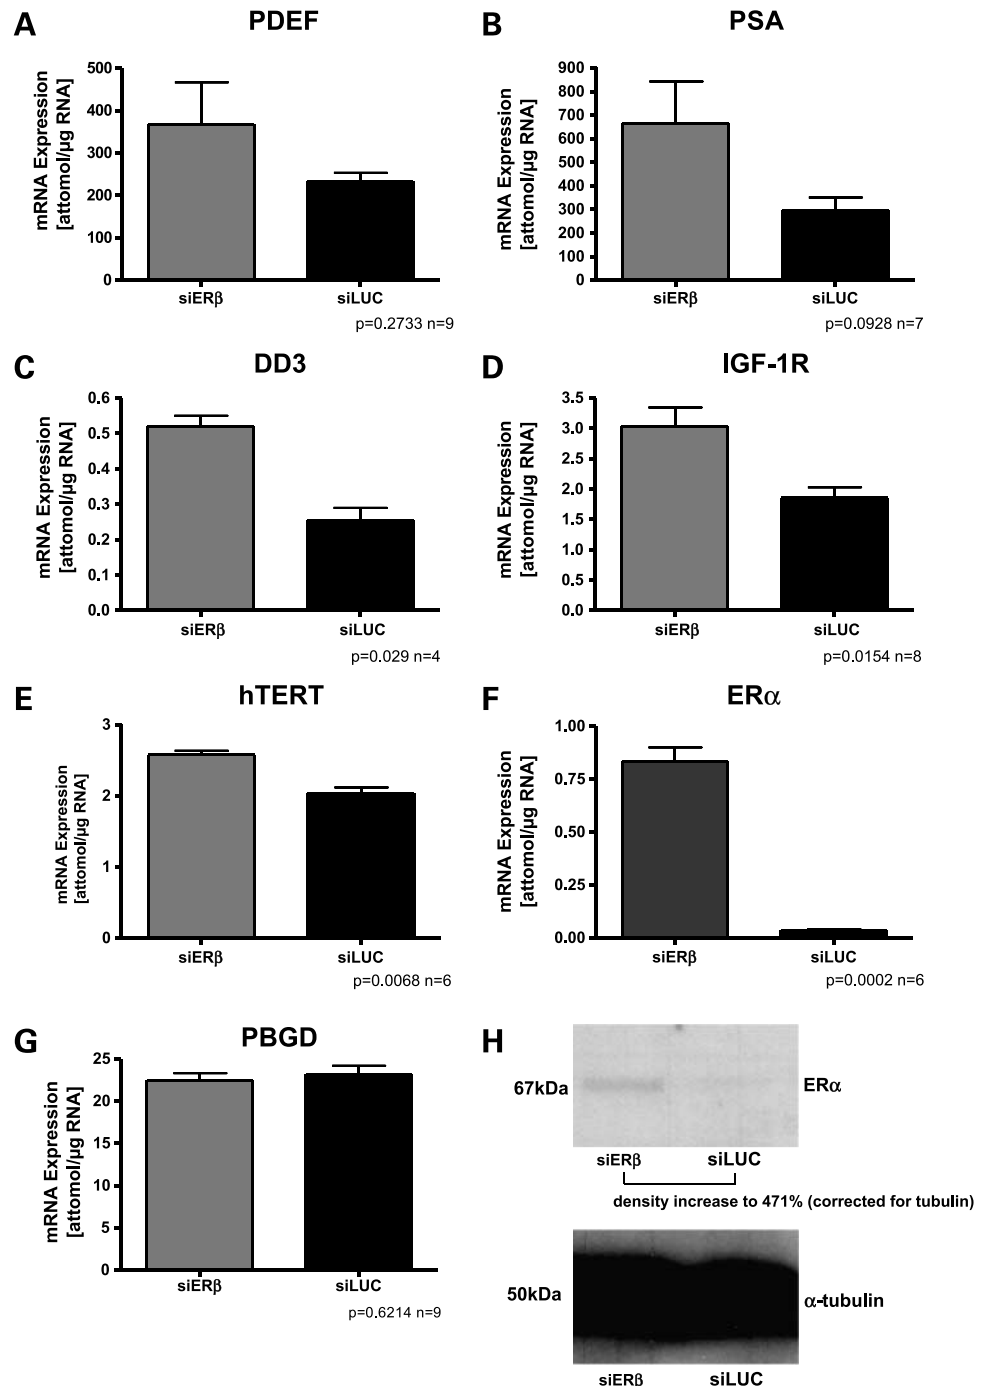 A
PDEF
mRNA Expression
[attomol/µg RNA]
500
400
300
200
100
0
siERβ
siLUC
p=0.2733 n=9
B
PSA
mRNA Expression
[attomol/µg RNA]
900
800
700
600
500
400
300
200
100
0
siERβ
siLUC
p=0.0928 n=7
C
DD3
mRNA Expression
[attomol/µg RNA]
0.6
0.5
0.4
0.3
0.2
0.1
0.0
siERβ
siLUC
p=0.029 n=4
D
IGF-1R
mRNA Expression
[attomol/µg RNA]
3.5
3.0
2.5
2.0
1.5
1.0
0.5
0.0
siERβ
siLUC
p=0.0154 n=8
E
hTERT
mRNA Expression
[attomol/µg RNA]
3
2
1
0
siERβ
siLUC
p=0.0068 n=6
F
ERα
mRNA Expression
[attomol/µg RNA]
1.00
0.75
0.50
0.25
0.00
siERβ
siLUC
p=0.0002 n=6
G
PBGD
mRNA Expression
[attomol/µg RNA]
25
20
15
10
5
0
siERβ
siLUC
p=0.6214 n=9
H
67kDa
ERα
siERβ
siLUC
density increase to 471% (corrected for tubulin)
50kDa
α-tubulin
siERβ
siLUC